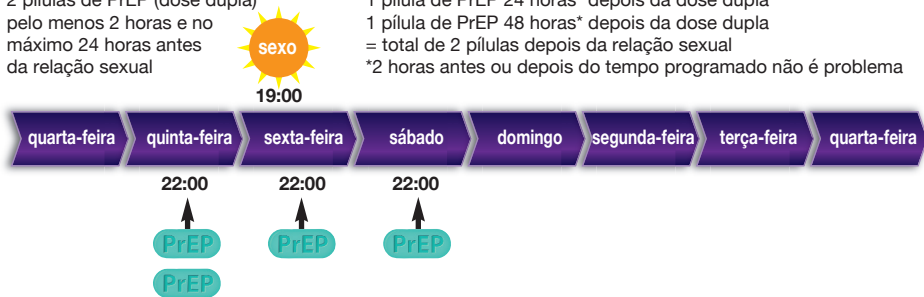 2 pílulas de PrEP (dose dupla)
pelo menos 2 horas e no
máximo 24 horas antes
da relação sexual
1 pílula de PrEP 24 horas* depois da dose dupla
1 pílula de PrEP 48 horas* depois da dose dupla
= total de 2 pílulas depois da relação sexual
*2 horas antes ou depois do tempo programado não é problema
sexo
19:00
quarta-feira quinta-feira sexta-feira sábado domingo segunda-feira terça-feira quarta-feira
22:00 22:00 22:00
PrEP PrEP PrEP
PrEP